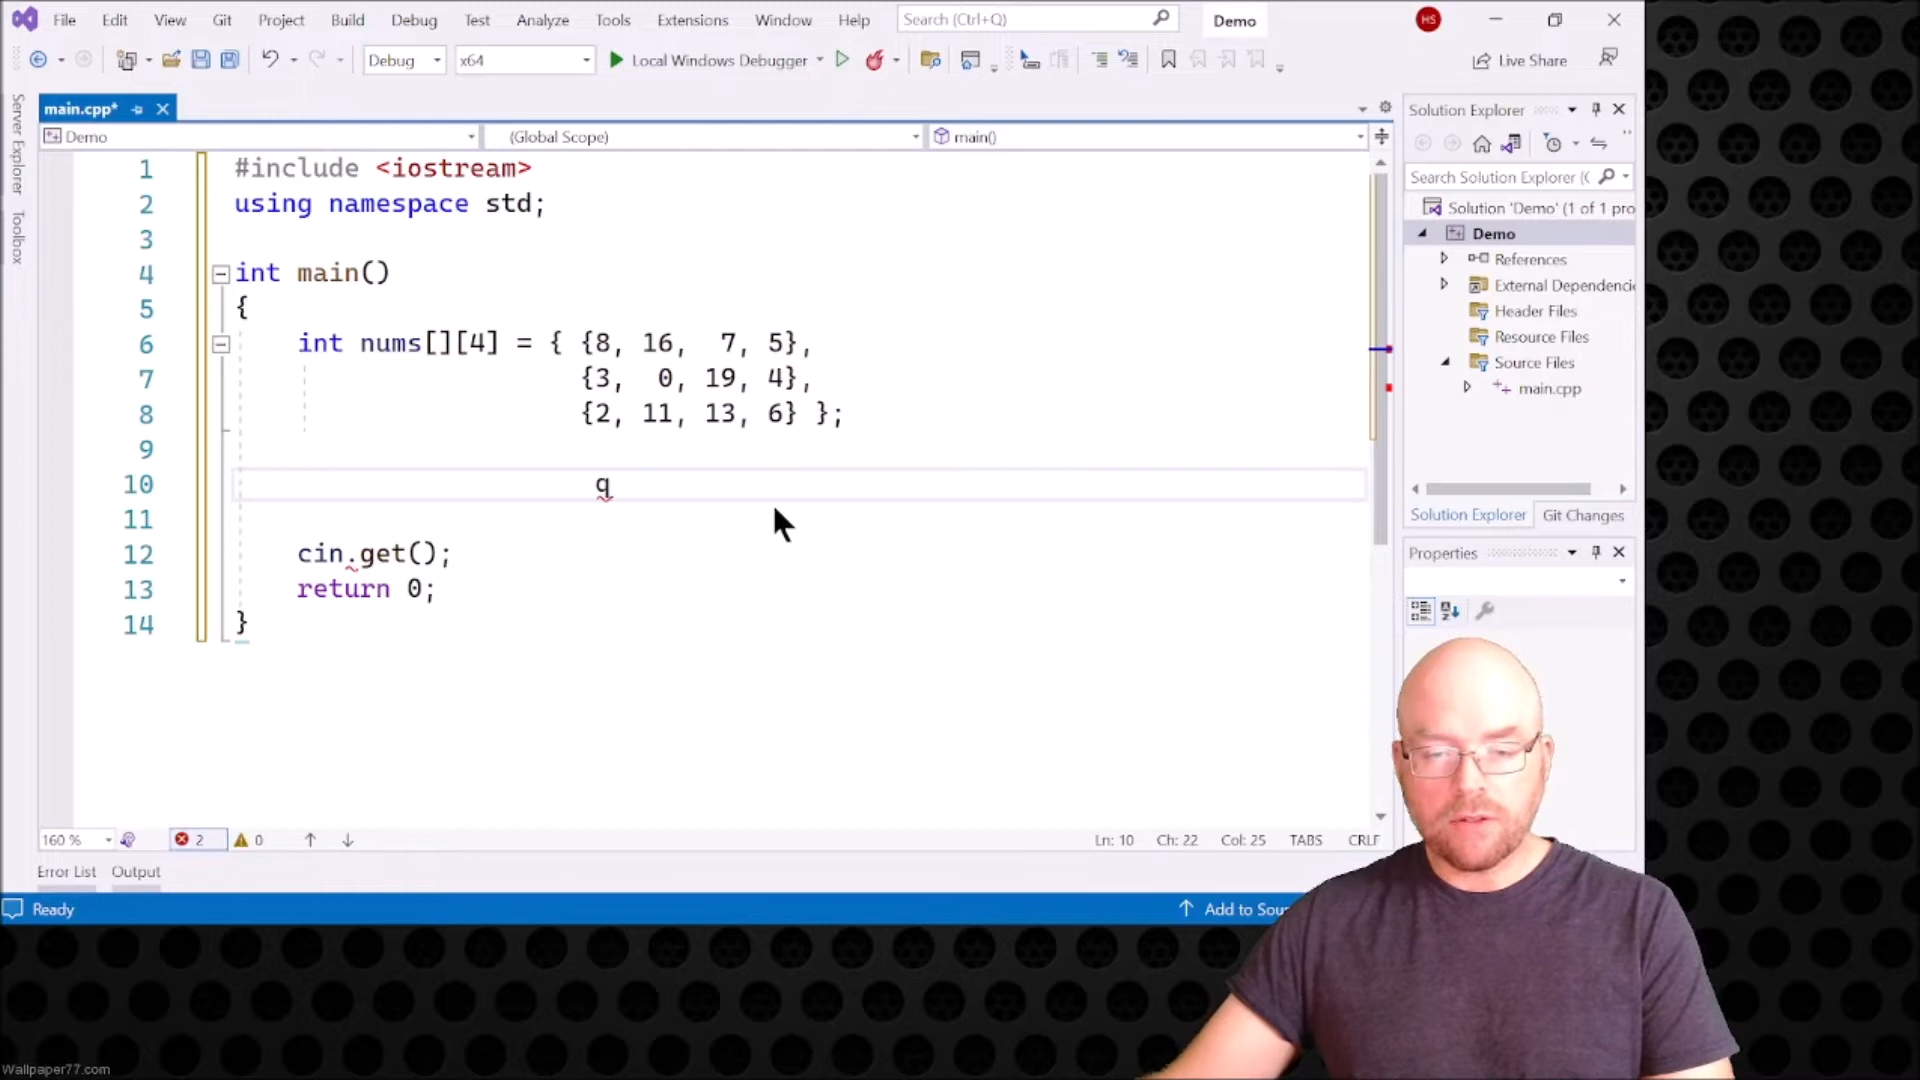 File Edit View Git Project Build Debug Test Analyze Tools Extensions Window Help Search (Ctrl+Q) Demo HS
Debug x64 Local Windows Debugger Live Share
Server Explorer
Toolbox
main.cpp*
Demo (Global Scope) main()
1 #include <iostream>
2 using namespace std;
3
4 int main()
5 {
6 int nums[][4] = { {8, 16, 7, 5},
7 {3, 0, 19, 4},
8 {2, 11, 13, 6} };
9
10 q
11
12 cin.get();
13 return 0;
14 }
160 % 2 0 Ln: 10 Ch: 22 Col: 25 TABS CRLF
Error List Output
Ready Add to Sou
Solution Explorer
Search Solution Explorer (C
Solution 'Demo' (1 of 1 pro
Demo
References
External Dependenci
Header Files
Resource Files
Source Files
main.cpp
Solution Explorer Git Changes
Properties
Wallpaper77.com